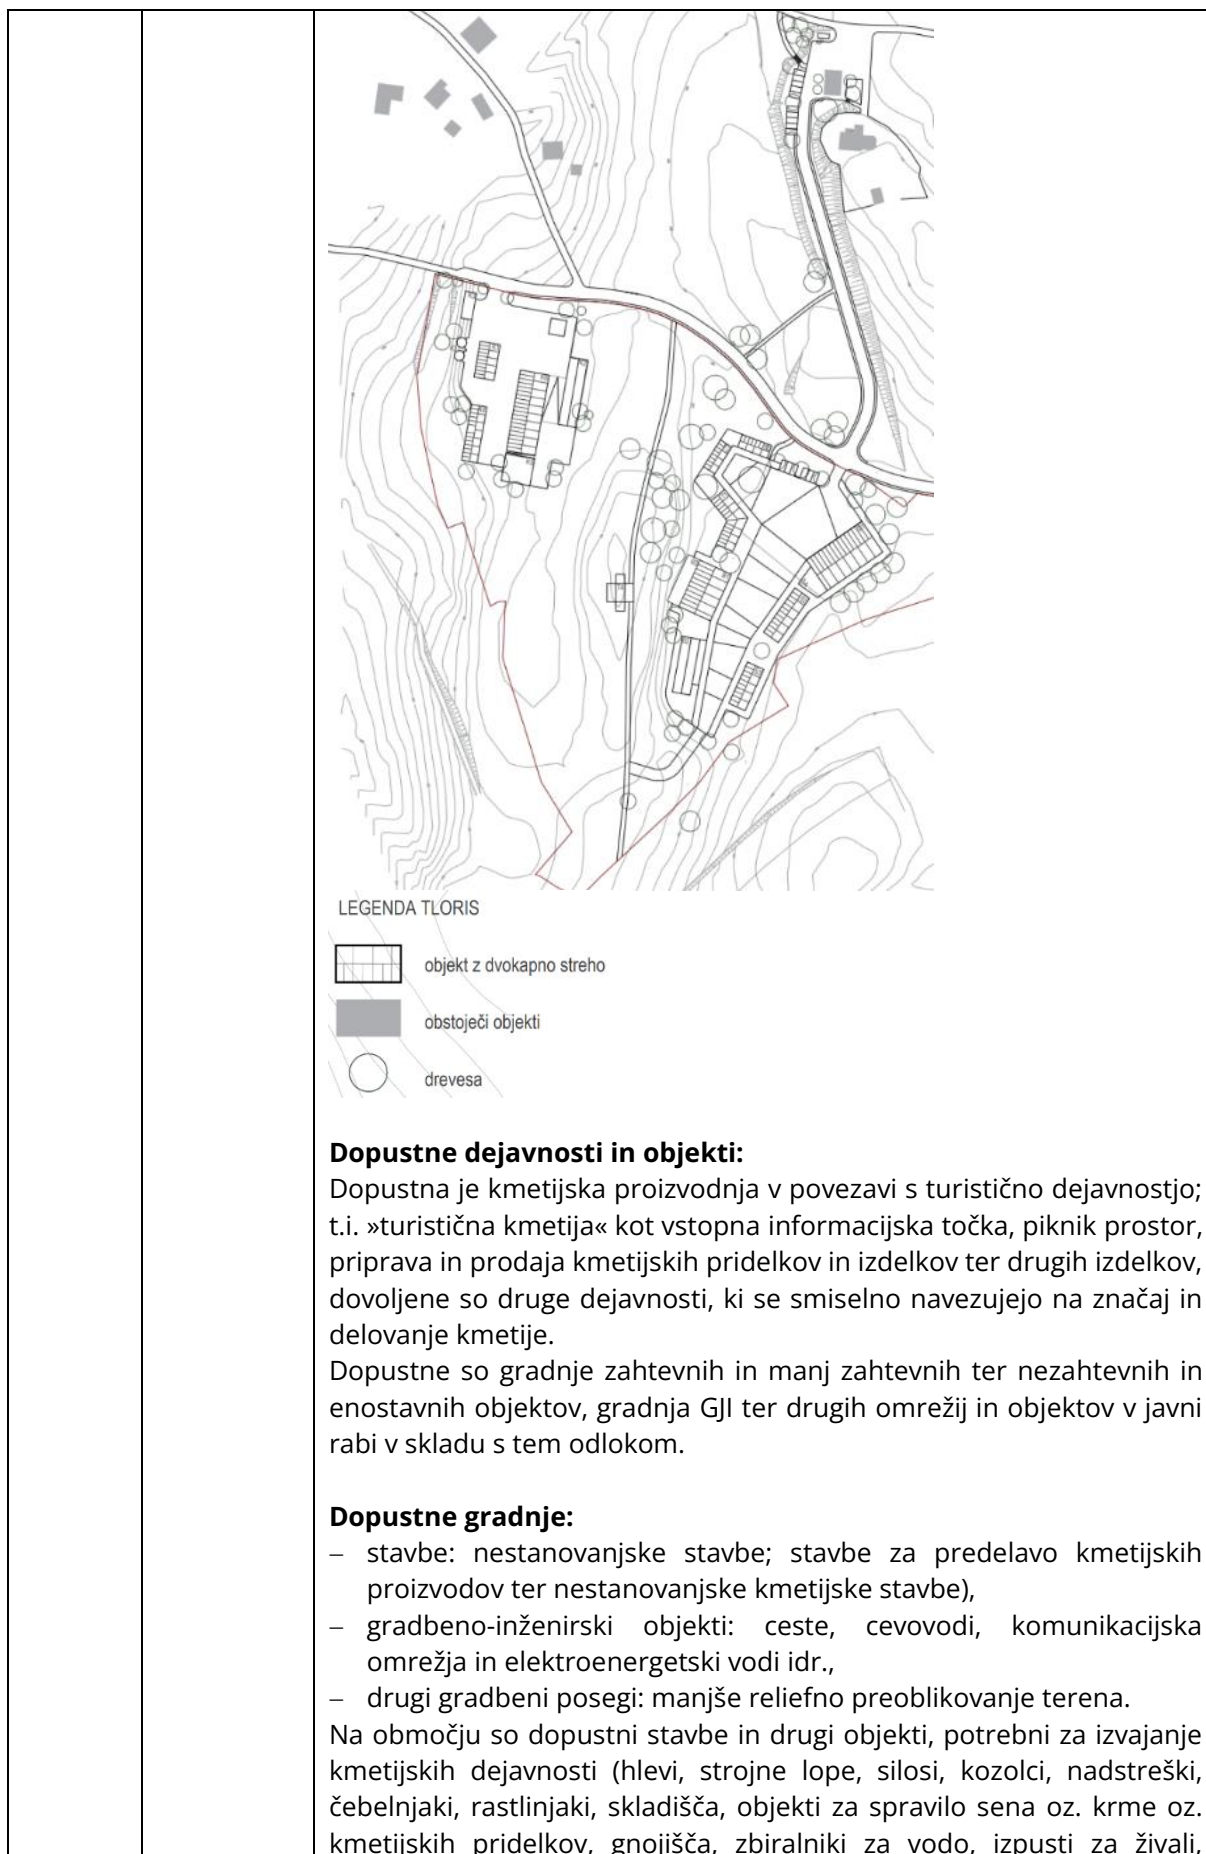 LEGENDA TLORIS
objekt z dvokapno streho
obstoječi objekti
drevesa
Dopustne dejavnosti in objekti:
Dopustna je kmetijska proizvodnja v povezavi s turistično dejavnostjo;
t.i. »turistična kmetija« kot vstopna informacijska točka, piknik prostor,
priprava in prodaja kmetijskih pridelkov in izdelkov ter drugih izdelkov,
dovoljene so druge dejavnosti, ki se smiselno navezujejo na značaj in
delovanje kmetije.
Dopustne so gradnje zahtevnih in manj zahtevnih ter nezahtevnih in
enostavnih objektov, gradnja GJI ter drugih omrežij in objektov v javni
rabi v skladu s tem odlokom.
Dopustne gradnje:
– stavbe: nestanovanjske stavbe; stavbe za predelavo kmetijskih
proizvodov ter nestanovanjske kmetijske stavbe),
– gradbeno-inženirski objekti: ceste, cevovodi, komunikacijska
omrežja in elektroenergetski vodi idr.,
– drugi gradbeni posegi: manjše reliefno preoblikovanje terena.
Na območju so dopustni stavbe in drugi objekti, potrebni za izvajanje
kmetijskih dejavnosti (hlevi, strojne lope, silosi, kozolci, nadstreški,
čebelnjaki, rastlinjaki, skladišča, objekti za spravilo sena oz. krme oz.
kmetijskih pridelkov, gnojišča, zbiralniki za vodo, izpusti za živali,